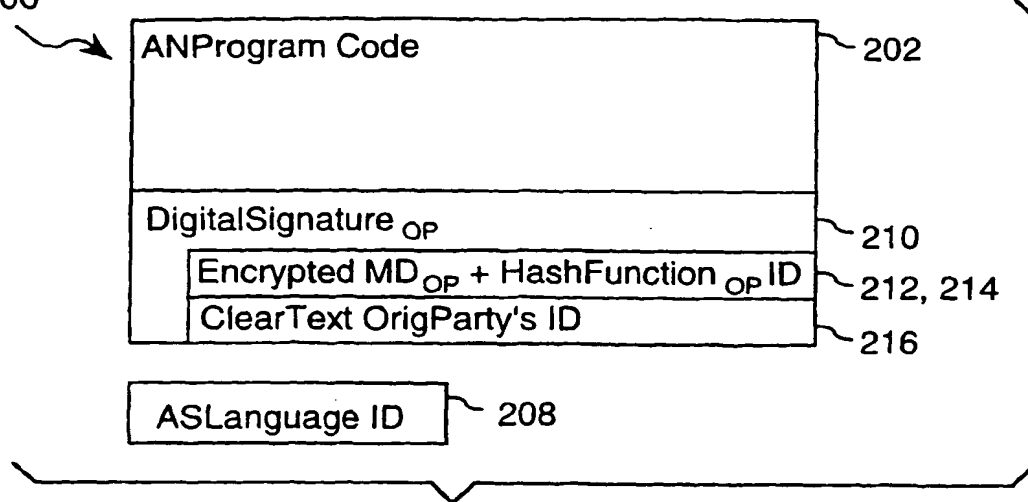 ANProgram Code
202
DigitalSignature OP
210
Encrypted MD OP + HashFunction OP ID
212, 214
ClearText OrigParty's ID
216
ASLanguage ID
208